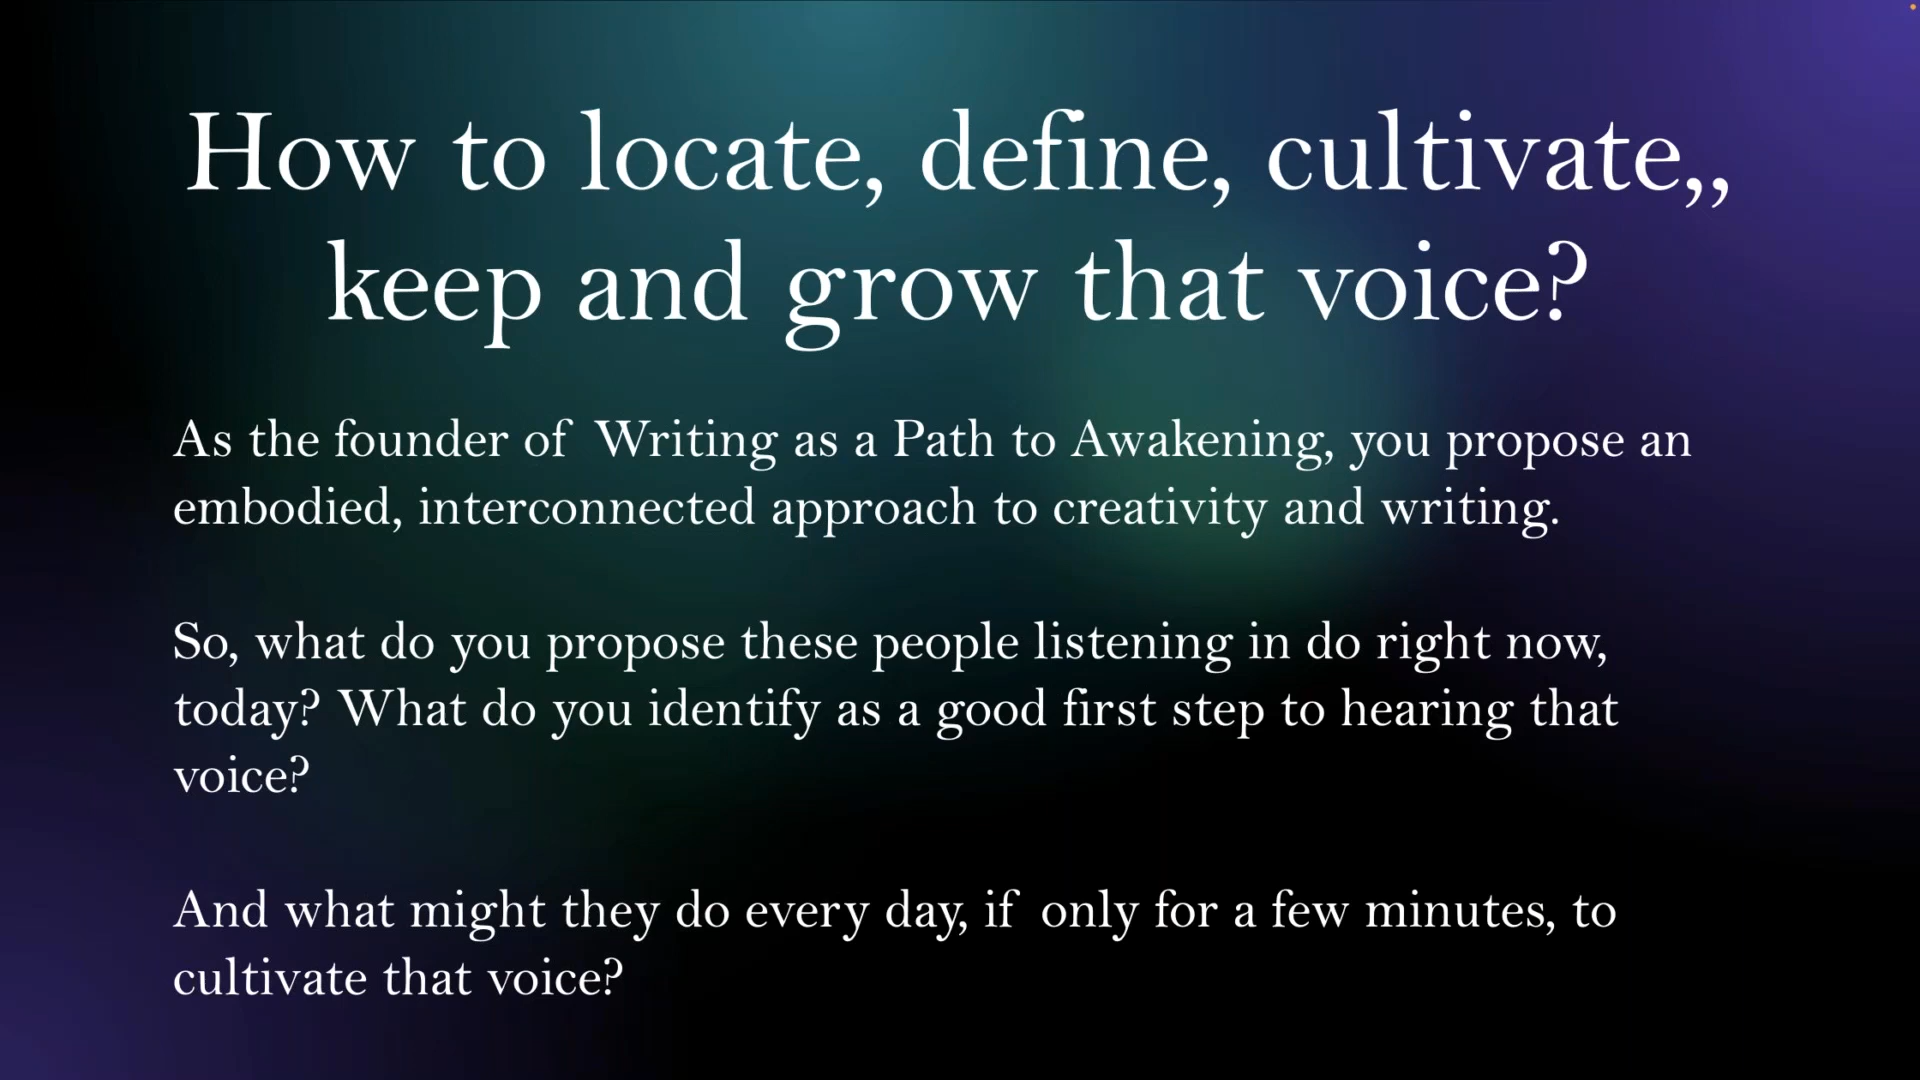 How to locate, define, cultivate,,
keep and grow that voice?
As the founder of  Writing as a Path to Awakening, you propose an
embodied, interconnected approach to creativity and writing.
So, what do you propose these people listening in do right now,
today? What do you identify as a good first step to hearing that
voice?
And what might they do every day, if  only for a few minutes, to
cultivate that voice?